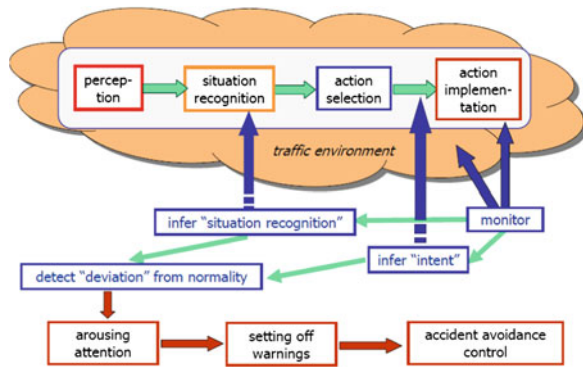 percep-
tion
situation
recognition
action
selection
action
implemen-
tation
traffic environment
infer “situation recognition”
monitor
infer “intent”
detect “deviation” from normality
arousing
attention
setting off
warnings
accident avoidance
control